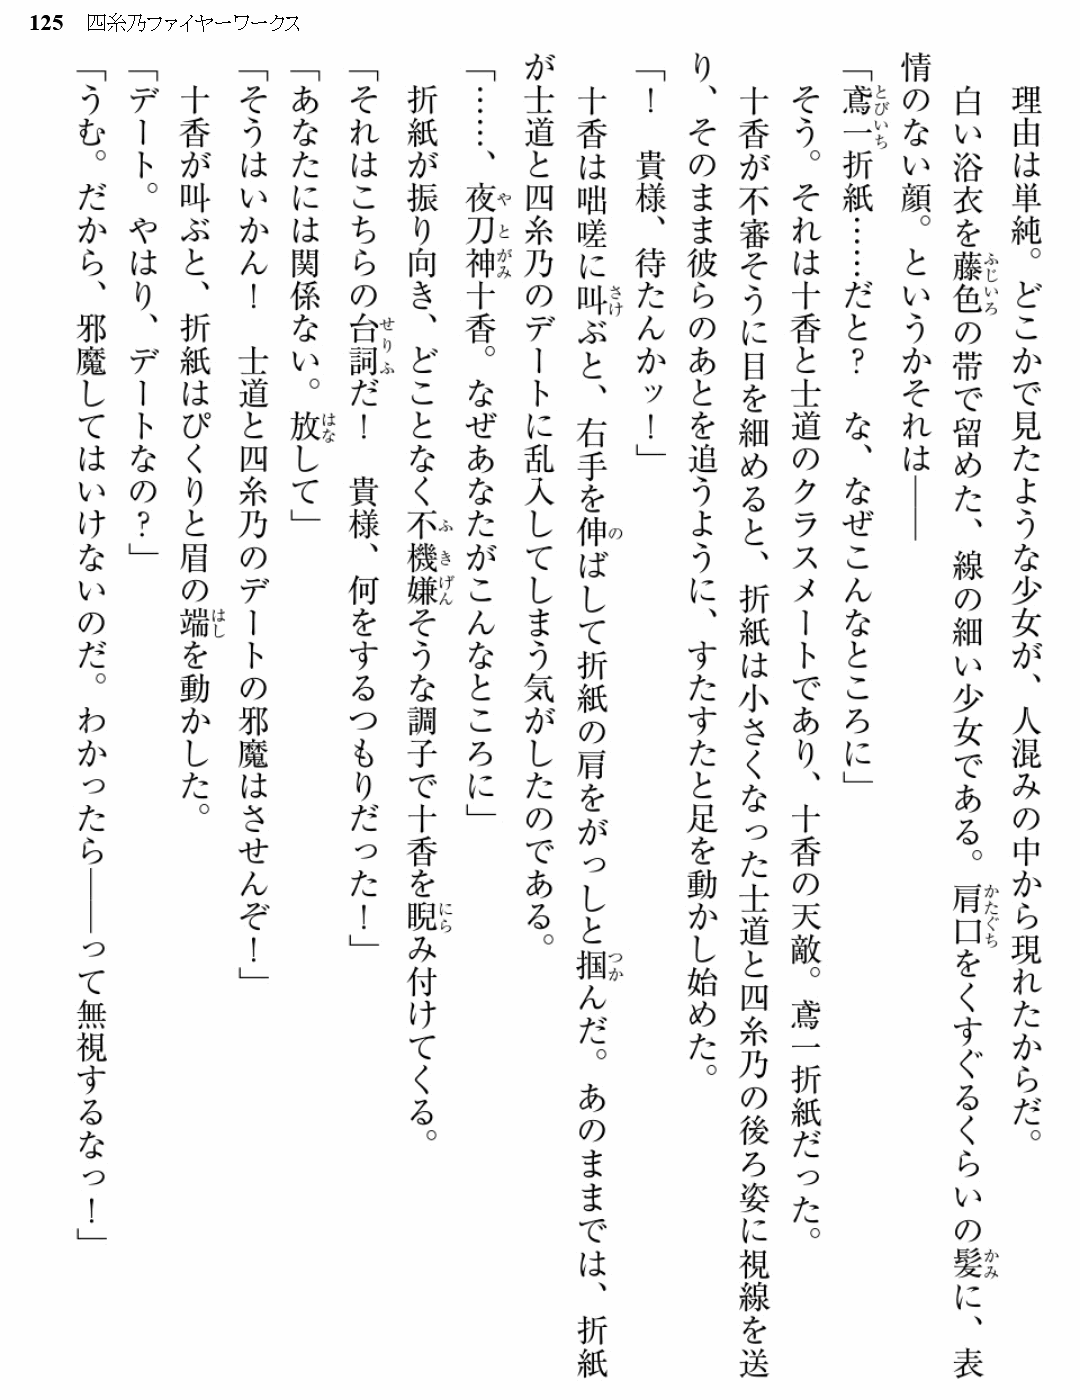 125 四糸乃ファイヤーワークス
理由は単純。どこかで見たような少女が、人混みの中から現れたからだ。
白い浴衣を藤色の帯で留めた、線の細い少女である。肩口をくすぐるくらいの髪に、表
情のない顔。というかそれは――
「鳶一折紙……だと？　な、なぜこんなところに」
そう。それは十香と士道のクラスメートであり、十香の天敵。鳶一折紙だった。
十香が不審そうに目を細めると、折紙は小さくなった士道と四糸乃の後ろ姿に視線を送
り、そのまま彼らのあとを追うように、すたすたと足を動かし始めた。
「！　貴様、待たんかッ！」
十香は咄嗟に叫ぶと、右手を伸ばして折紙の肩をがっしと掴んだ。あのままでは、折紙
が士道と四糸乃のデートに乱入してしまう気がしたのである。
「……、夜刀神十香。なぜあなたがこんなところに」
折紙が振り向き、どことなく不機嫌そうな調子で十香を睨み付けてくる。
「それはこちらの台詞だ！　貴様、何をするつもりだった！」
「あなたには関係ない。放して」
「そうはいかん！　士道と四糸乃のデートの邪魔はさせんぞ！」
十香が叫ぶと、折紙はぴくりと眉の端を動かした。
「デート。やはり、デートなの？」
「うむ。だから、邪魔してはいけないのだ。わかったら――って無視するなっ！」